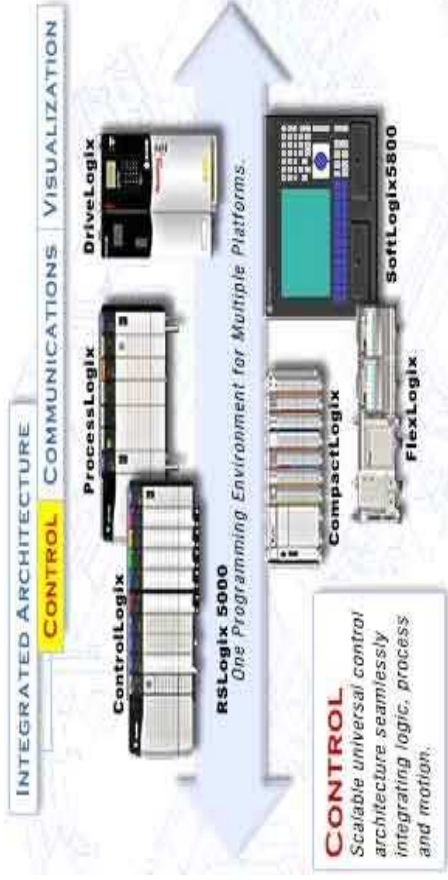 INTEGRATED ARCHITECTURE
CONTROL COMMUNICATIONS VISUALIZATION
ProcessLogix
DriveLogix
ControlLogix
RSLogix 5000
One Programming Environment for Multiple Platforms.
CompactLogix
SoftLogix5800
FlexLogix
CONTROL
Scalable universal control
architecture seamlessly
integrating logic, process
and motion.